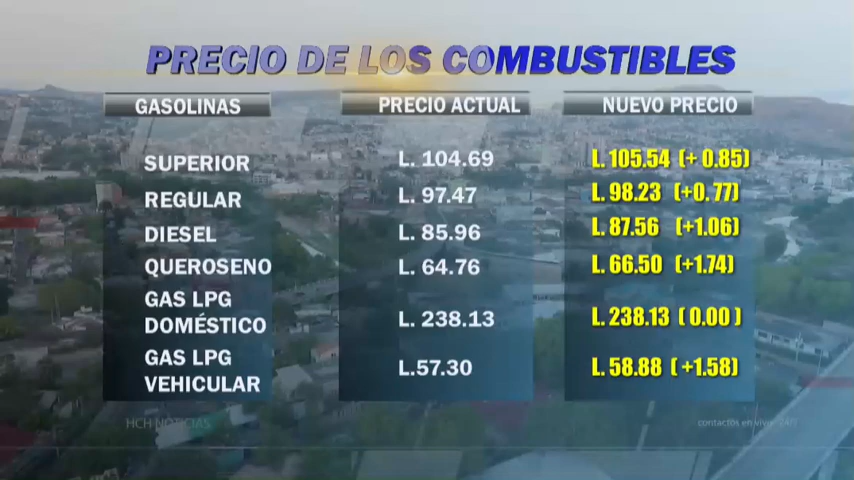 PRECIO DE LOS COMBUSTIBLES
GASOLINAS PRECIO ACTUAL NUEVO PRECIO
SUPERIOR L. 104.69 L. 105.54 (+ 0.85)
REGULAR L. 97.47 L. 98.23 (+0.77)
DIESEL L. 85.96 L. 87.56 (+1.06)
QUEROSENO L. 64.76 L. 66.50 (+1.74)
GAS LPG
DOMÉSTICO L. 238.13 L. 238.13 ( 0.00 )
GAS LPG
VEHICULAR L.57.30 L. 58.88 ( +1.58)
HCH NOTICIAS contactos en vivo